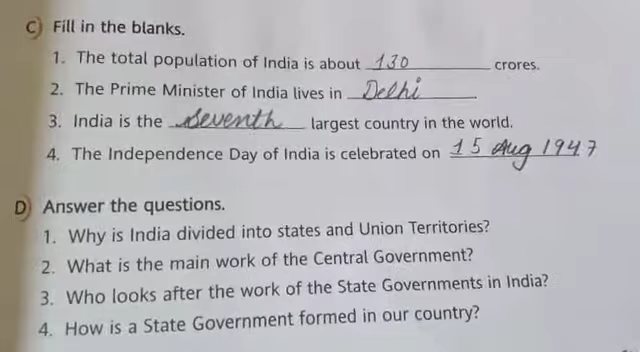 C) Fill in the blanks.
1. The total population of India is about 130 crores.
2. The Prime Minister of India lives in Delhi
3. India is the Seventh largest country in the world.
4. The Independence Day of India is celebrated on 15 Aug 1947
D) Answer the questions.
1. Why is India divided into states and Union Territories?
2. What is the main work of the Central Government?
3. Who looks after the work of the State Governments in India?
4. How is a State Government formed in our country?